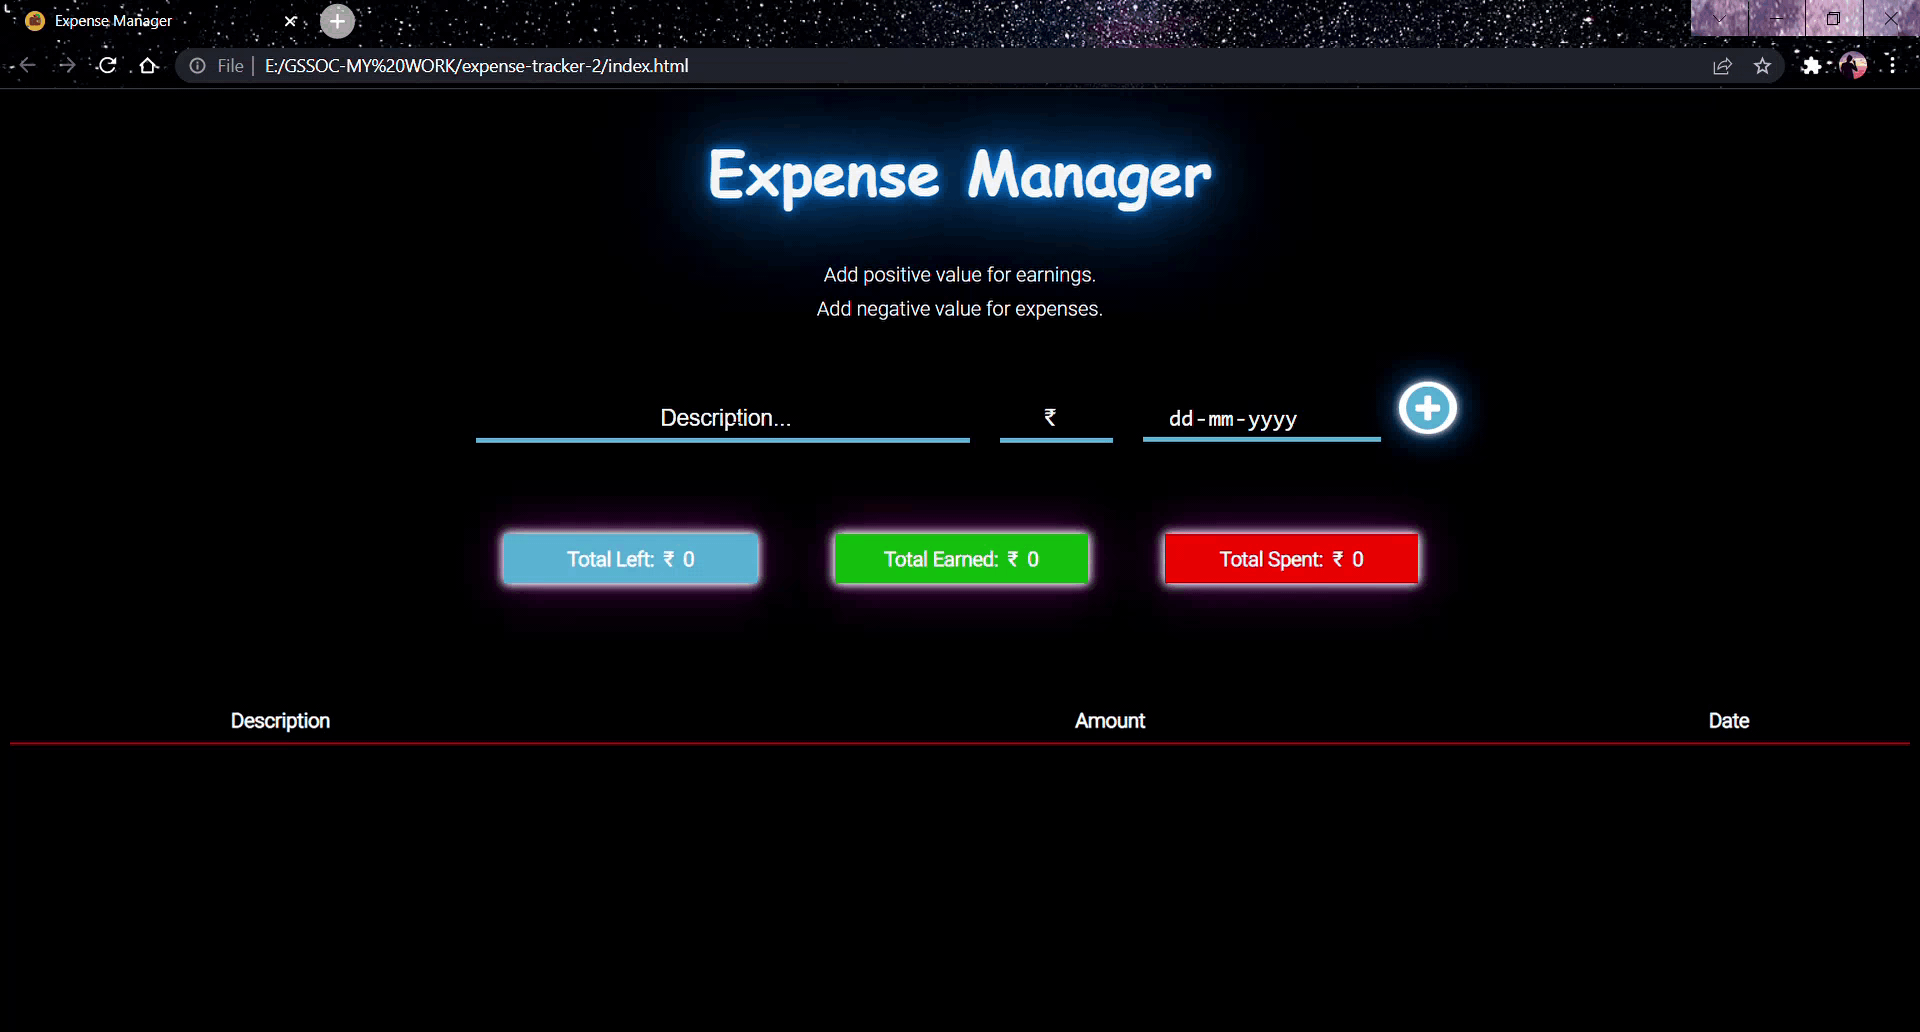 Expense Manager
File | E:/GSSOC-MY%20WORK/expense-tracker-2/index.html
Expense Manager
Add positive value for earnings.
Add negative value for expenses.
Description... ₹ dd-mm-yyyy
Total Left: ₹ 0 Total Earned: ₹ 0 Total Spent: ₹ 0
Description Amount Date